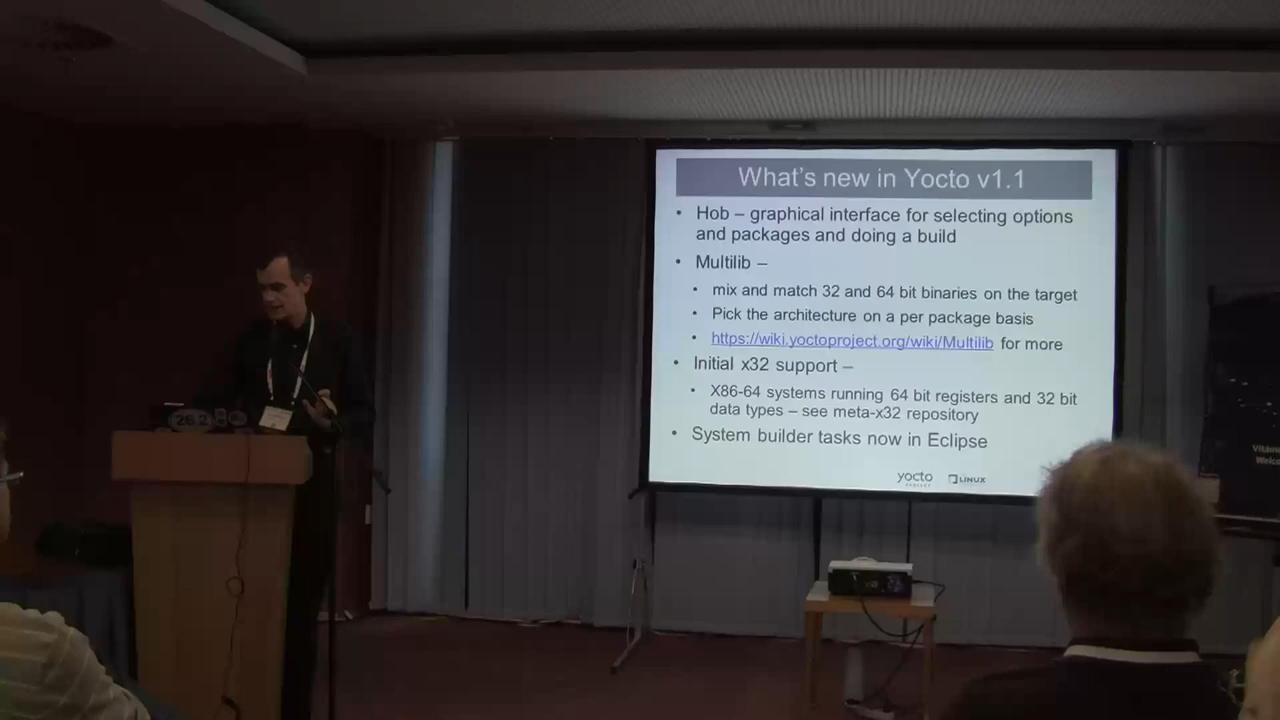 What's new in Yocto v1.1
• Hob – graphical interface for selecting options
and packages and doing a build
• Multilib –
• mix and match 32 and 64 bit binaries on the target
• Pick the architecture on a per package basis
• https://wiki.yoctoproject.org/wiki/Multilib for more
• Initial x32 support –
• X86-64 systems running 64 bit registers and 32 bit
data types – see meta-x32 repository
• System builder tasks now in Eclipse
yocto
PROJECT
LINUX
26.2